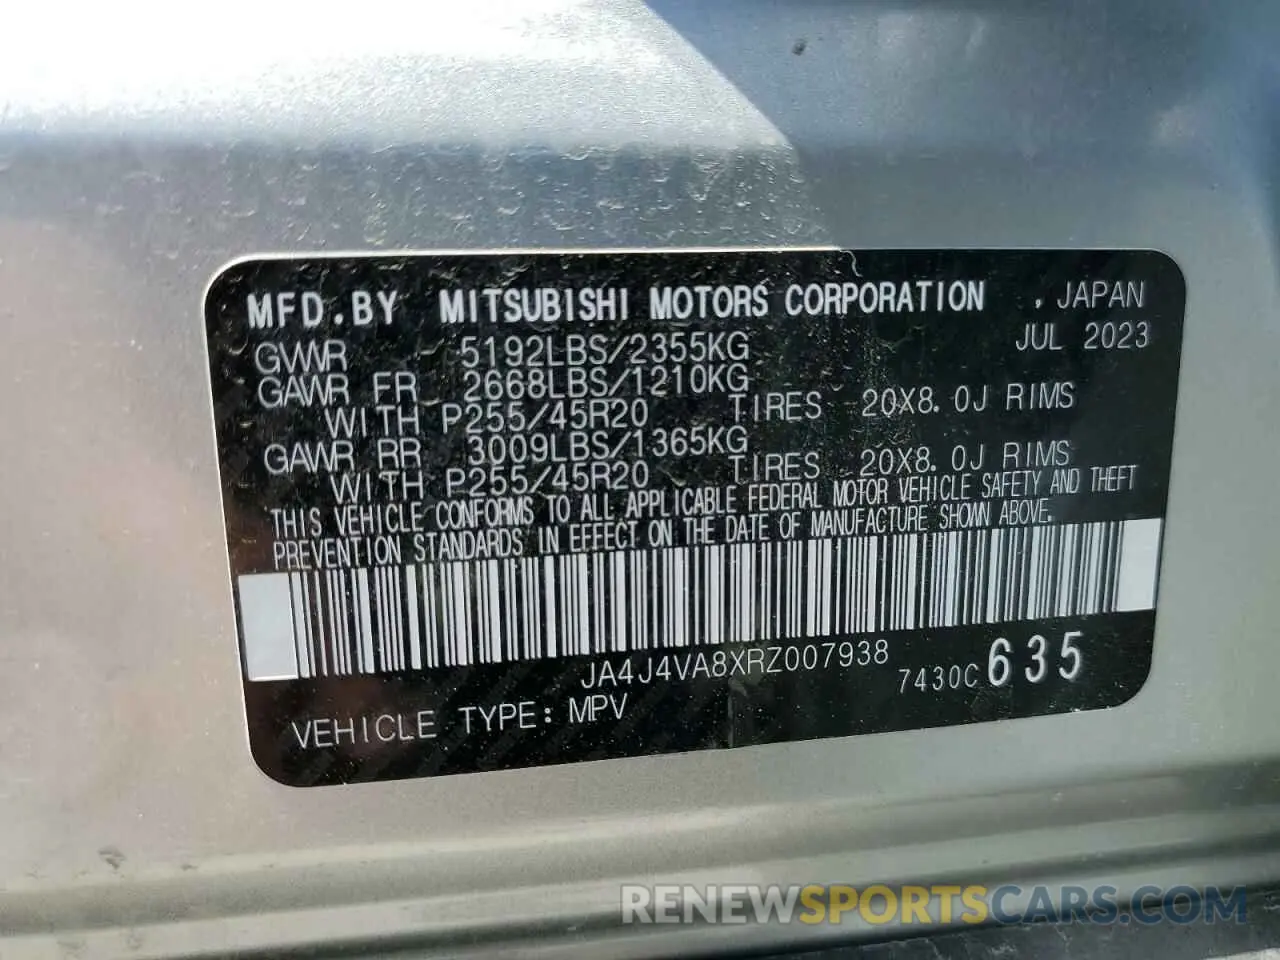 MFD.BY MITSUBISHI MOTORS CORPORATION , JAPAN
JUL 2023
GVWR 5192LBS/2355KG
GAWR FR 2668LBS/1210KG
WITH P255/45R20 TIRES 20X8.0J RIMS
GAWR RR 3009LBS/1365KG
WITH P255/45R20 TIRES 20X8.0J RIMS
THIS VEHICLE CONFORMS TO ALL APPLICABLE FEDERAL MOTOR VEHICLE SAFETY AND THEFT
PREVENTION STANDARDS IN EFFECT ON THE DATE OF MANUFACTURE SHOWN ABOVE.
JA4J4VA8XRZ007938
7430C 635
VEHICLE TYPE: MPV
RENEWSPORTSCARS.COM